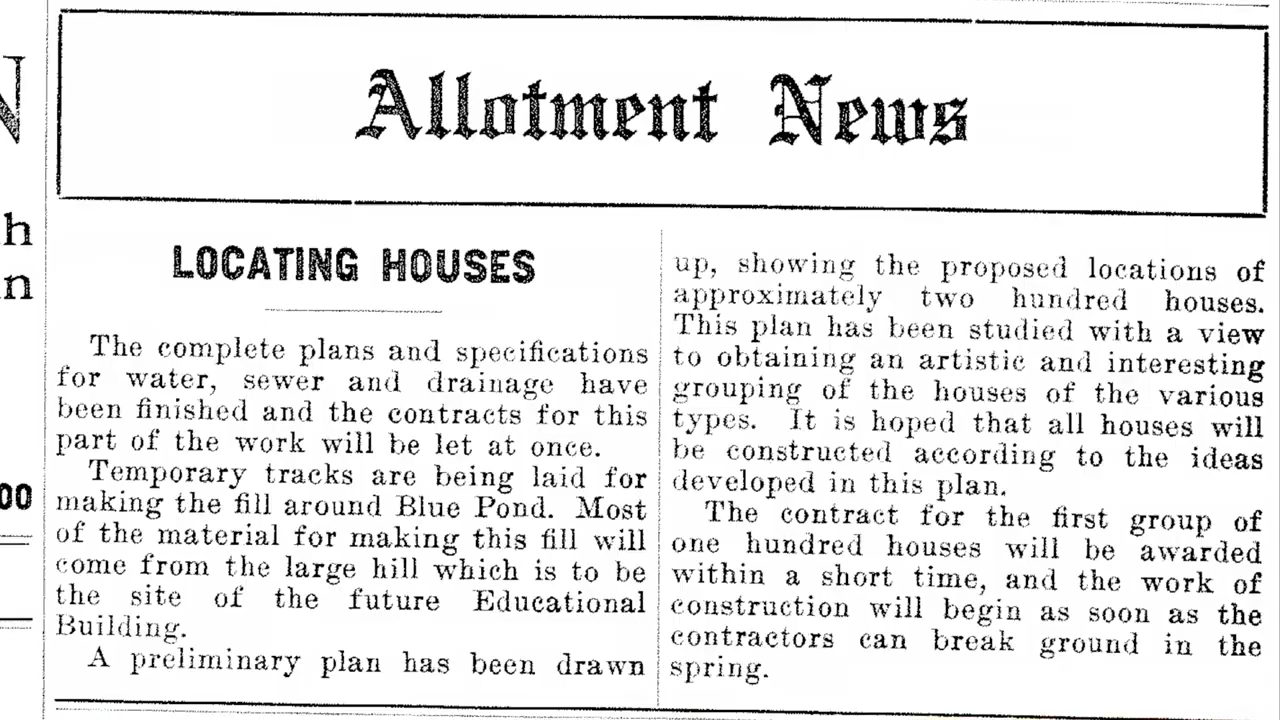 Allotment News
LOCATING HOUSES
The complete plans and specifications
for water, sewer and drainage have
been finished and the contracts for this
part of the work will be let at once.
Temporary tracks are being laid for
making the fill around Blue Pond. Most
of the material for making this fill will
come from the large hill which is to be
the site of the future Educational
Building.
A preliminary plan has been drawn
up, showing the proposed locations of
approximately two hundred houses.
This plan has been studied with a view
to obtaining an artistic and interesting
grouping of the houses of the various
types. It is hoped that all houses will
be constructed according to the ideas
developed in this plan.
The contract for the first group of
one hundred houses will be awarded
within a short time, and the work of
construction will begin as soon as the
contractors can break ground in the
spring.
N
h
n
00